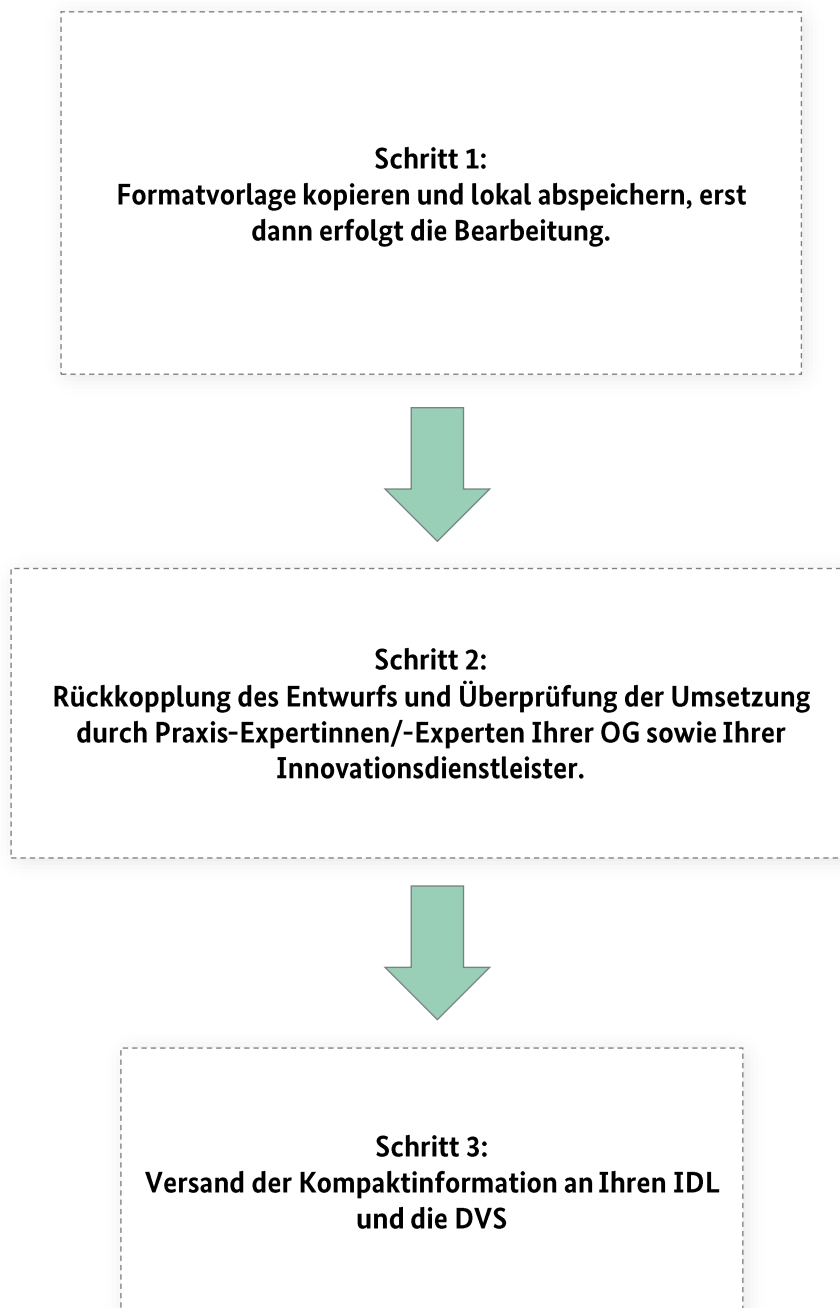 Schritt 1:
Formatvorlage kopieren und lokal abspeichern, erst
dann erfolgt die Bearbeitung.
Schritt 2:
Rückkopplung des Entwurfs und Überprüfung der Umsetzung
durch Praxis-Expertinnen/-Experten Ihrer OG sowie Ihrer
Innovationsdienstleister.
Schritt 3:
Versand der Kompaktinformation an Ihren IDL
und die DVS